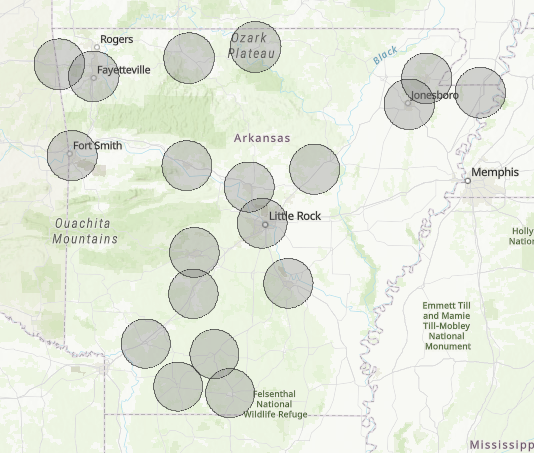 Rogers
Ozark
Plateau
Black
Fayetteville
Jonesboro
Arkansas
Fort Smith
Memphis
Little Rock
Ouachita
Mountains
Holly
Nation
Emmett Till
and Mamie
Till-Mobley
National
Monument
Felsenthal
National
Wildlife Refuge
Mississipp